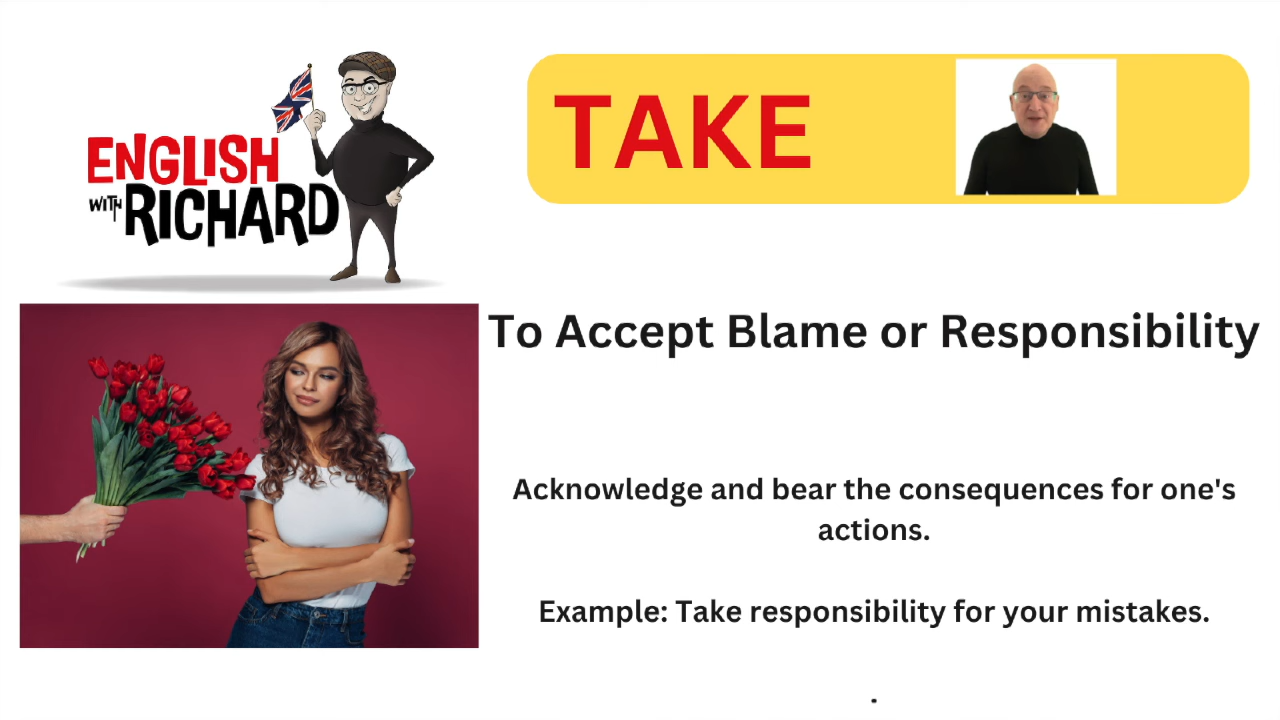 ENGLISH
WITH RICHARD
TAKE
To Accept Blame or Responsibility
Acknowledge and bear the consequences for one's
actions.
Example: Take responsibility for your mistakes.
.